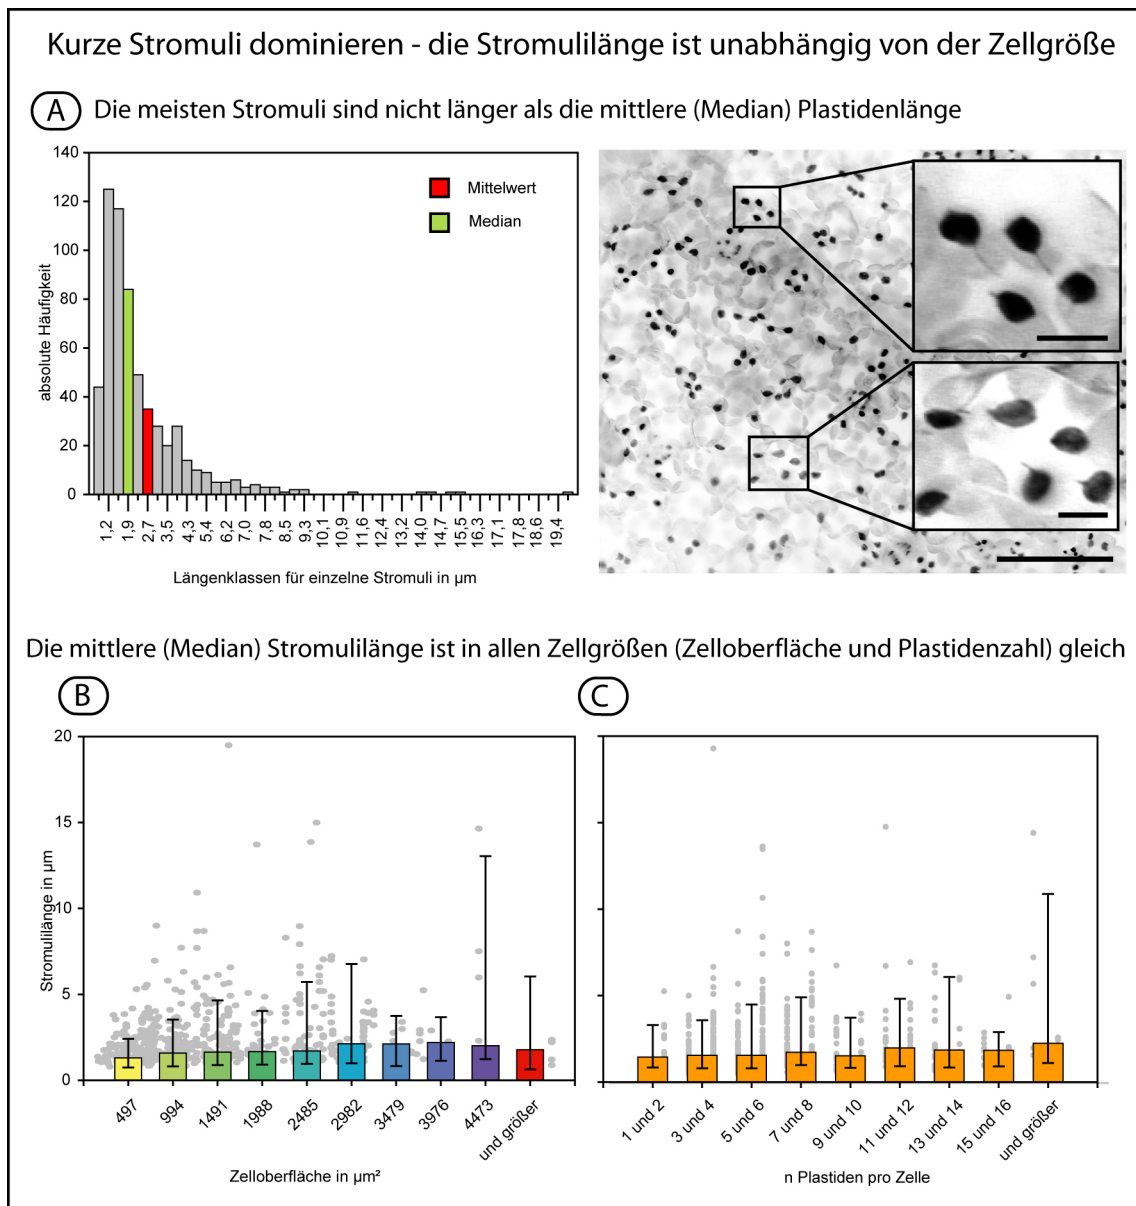 Kurze Stromuli dominieren - die Stromulilänge ist unabhängig von der Zellgröße
A Die meisten Stromuli sind nicht länger als die mittlere (Median) Plastidenlänge
140
120
100
80
60
40
20
0
absolute Häufigkeit
Mittelwert
Median
1,2 1,9 2,7 3,5 4,3 5,4 6,2 7,0 7,8 8,5 9,3 10,1 10,9 11,6 12,4 13,2 14,0 14,7 15,5 16,3 17,1 17,8 18,6 19,4
Längenklassen für einzelne Stromuli in µm
Die mittlere (Median) Stromulilänge ist in allen Zellgrößen (Zelloberfläche und Plastidenzahl) gleich
B
20
15
10
5
0
Stromulilänge in µm
497 994 1491 1988 2485 2982 3479 3976 4473 und größer
Zelloberfläche in µm²
C
1 und 2 3 und 4 5 und 6 7 und 8 9 und 10 11 und 12 13 und 14 15 und 16 und größer
n Plastiden pro Zelle